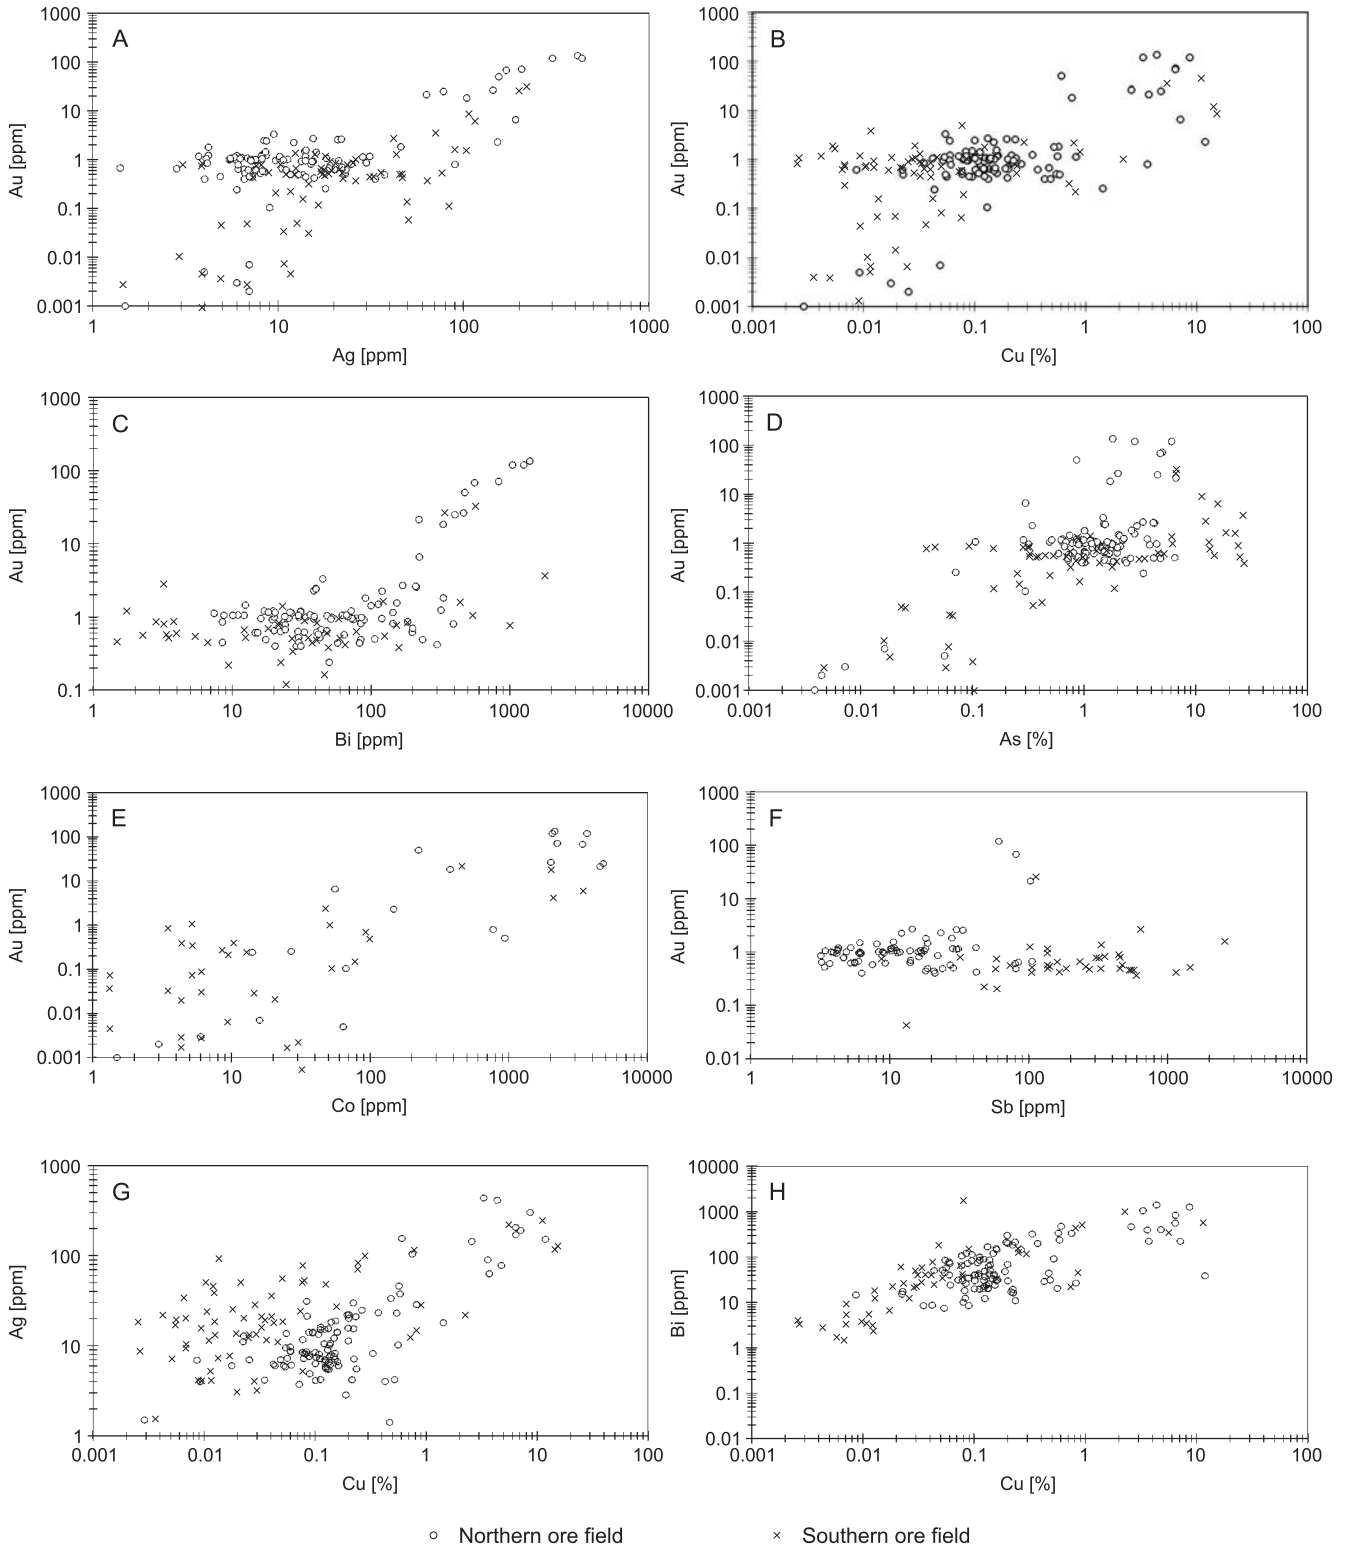 A
1000
100
10
1
0.1
0.01
0.001
Au [ppm]
1 10 100 1000
Ag [ppm]
B
1000
100
10
1
0.1
0.01
0.001
Au [ppm]
0.001 0.01 0.1 1 10 100
Cu [%]
C
1000
100
10
1
0.1
Au [ppm]
1 10 100 1000 10000
Bi [ppm]
D
1000
100
10
1
0.1
0.01
0.001
Au [ppm]
0.001 0.01 0.1 1 10 100
As [%]
E
1000
100
10
1
0.1
0.01
0.001
Au [ppm]
1 10 100 1000 10000
Co [ppm]
F
1000
100
10
1
0.1
0.01
Au [ppm]
1 10 100 1000 10000
Sb [ppm]
G
1000
100
10
1
Ag [ppm]
0.001 0.01 0.1 1 10 100
Cu [%]
H
10000
1000
100
10
1
0.1
0.01
Bi [ppm]
0.001 0.01 0.1 1 10 100
Cu [%]
Northern ore field
Southern ore field